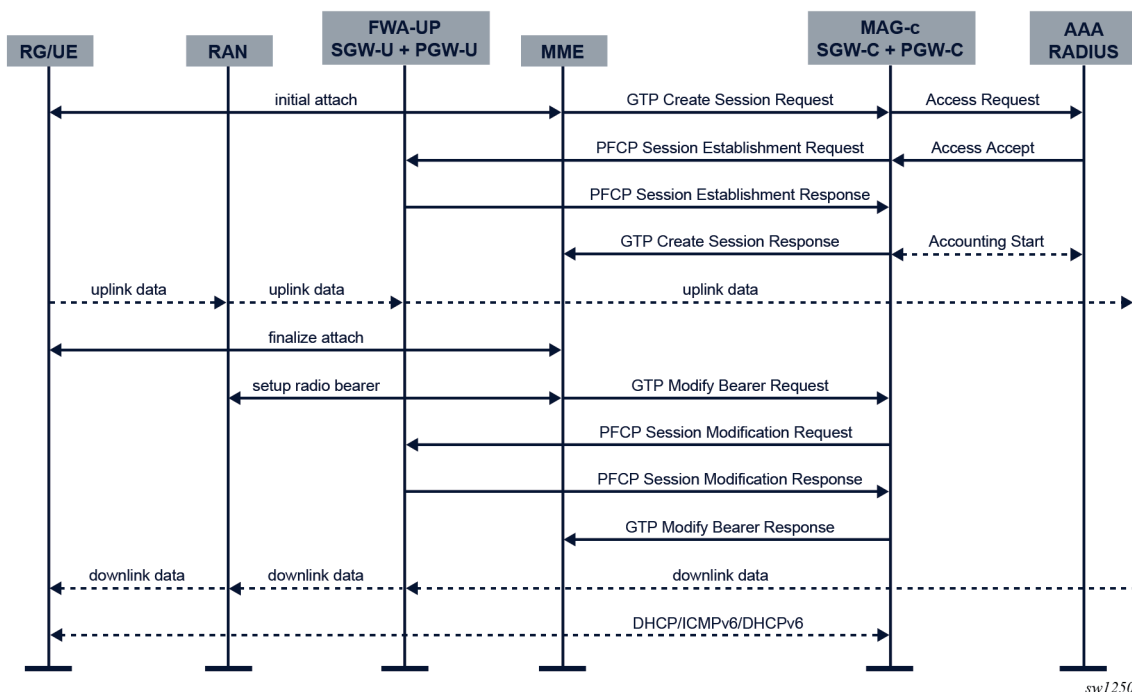 RG/UE
RAN
FWA-UP
SGW-U + PGW-U
MME
MAG-c
SGW-C + PGW-C
AAA
RADIUS
initial attach
GTP Create Session Request
Access Request
PFCP Session Establishment Request
Access Accept
PFCP Session Establishment Response
GTP Create Session Response
Accounting Start
uplink data
uplink data
uplink data
finalize attach
setup radio bearer
GTP Modify Bearer Request
PFCP Session Modification Request
PFCP Session Modification Response
GTP Modify Bearer Response
downlink data
downlink data
downlink data
DHCP/ICMPv6/DHCPv6
sw1250